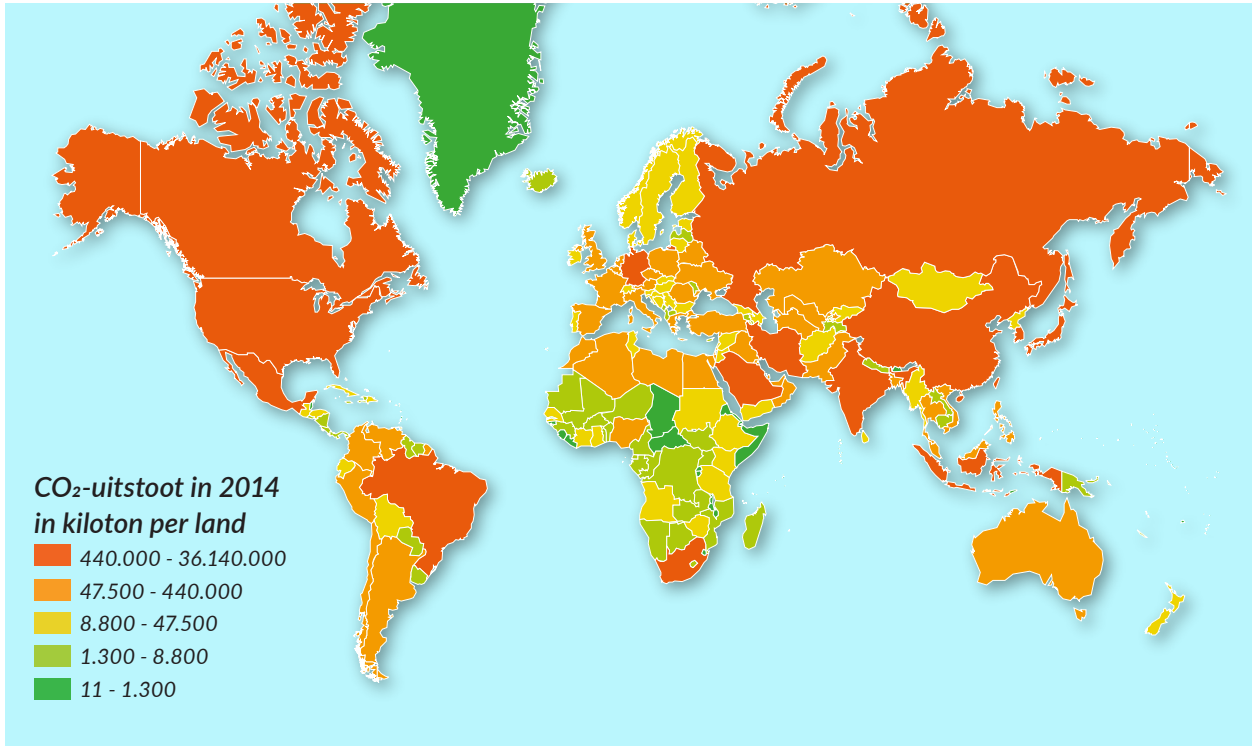 CO₂-uitstoot in 2014
in kiloton per land
440.000 - 36.140.000
47.500 - 440.000
8.800 - 47.500
1.300 - 8.800
11 - 1.300